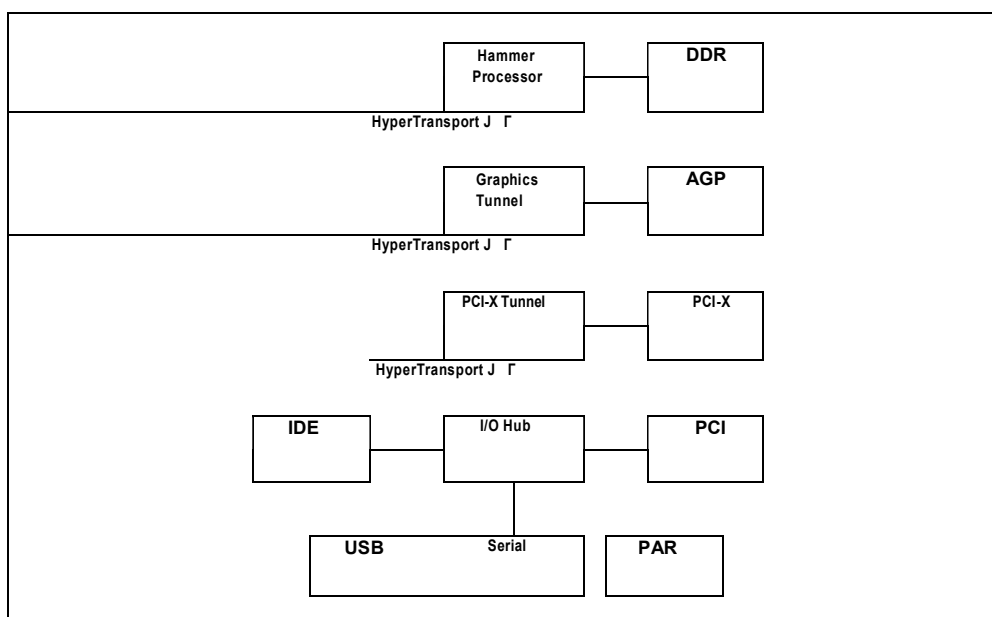 Hammer
Processor
DDR
HyperTransport J Γ
Graphics
Tunnel
AGP
HyperTransport J Γ
PCI-X Tunnel
PCI-X
HyperTransport J Γ
IDE
I/O Hub
PCI
USB
Serial
PAR